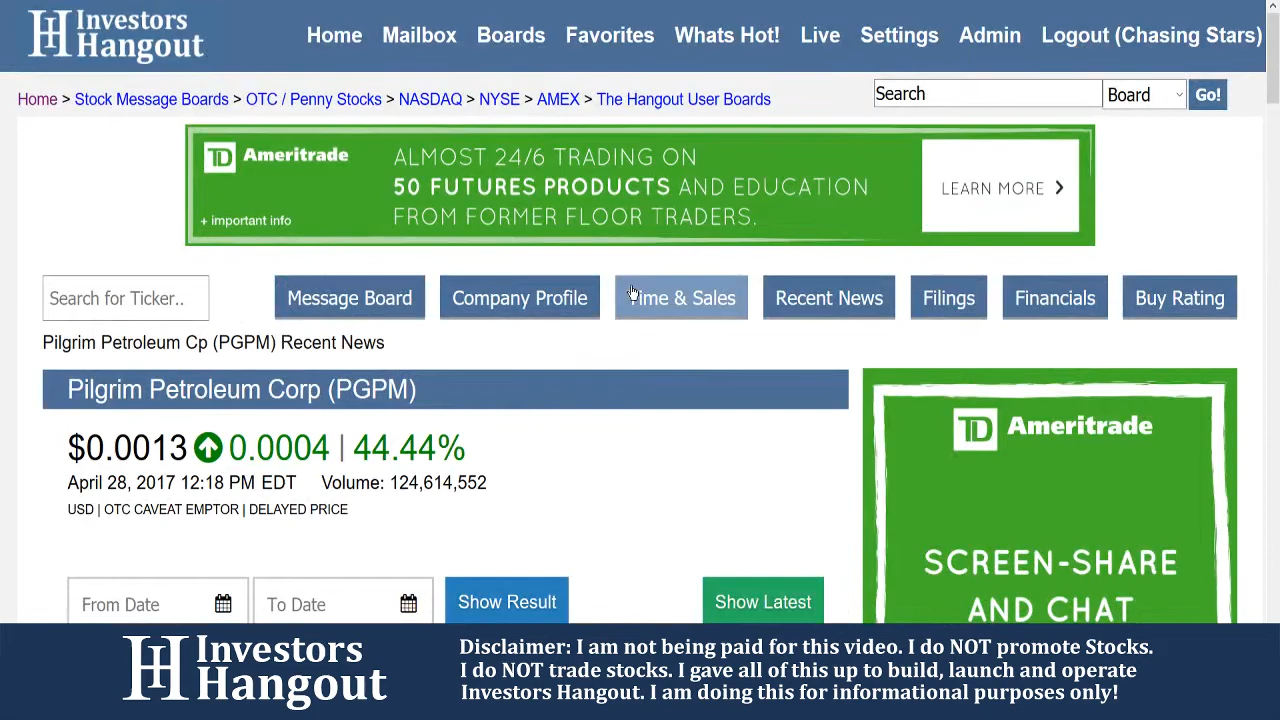 Investors
Hangout
Home Mailbox Boards Favorites Whats Hot! Live Settings Admin Logout (Chasing Stars)
Home > Stock Message Boards > OTC / Penny Stocks > NASDAQ > NYSE > AMEX > The Hangout User Boards
Search Board Go!
TD Ameritrade
+ important info
ALMOST 24/6 TRADING ON
50 FUTURES PRODUCTS AND EDUCATION
FROM FORMER FLOOR TRADERS.
LEARN MORE >
Search for Ticker.. Message Board Company Profile Time & Sales Recent News Filings Financials Buy Rating
Pilgrim Petroleum Cp (PGPM) Recent News
Pilgrim Petroleum Corp (PGPM)
$0.0013 0.0004 | 44.44%
April 28, 2017 12:18 PM EDT Volume: 124,614,552
USD | OTC CAVEAT EMPTOR | DELAYED PRICE
From Date To Date Show Result Show Latest
TD Ameritrade
SCREEN-SHARE
AND CHAT
Investors
Hangout
Disclaimer: I am not being paid for this video. I do NOT promote Stocks.
I do NOT trade stocks. I gave all of this up to build, launch and operate
Investors Hangout. I am doing this for informational purposes only!